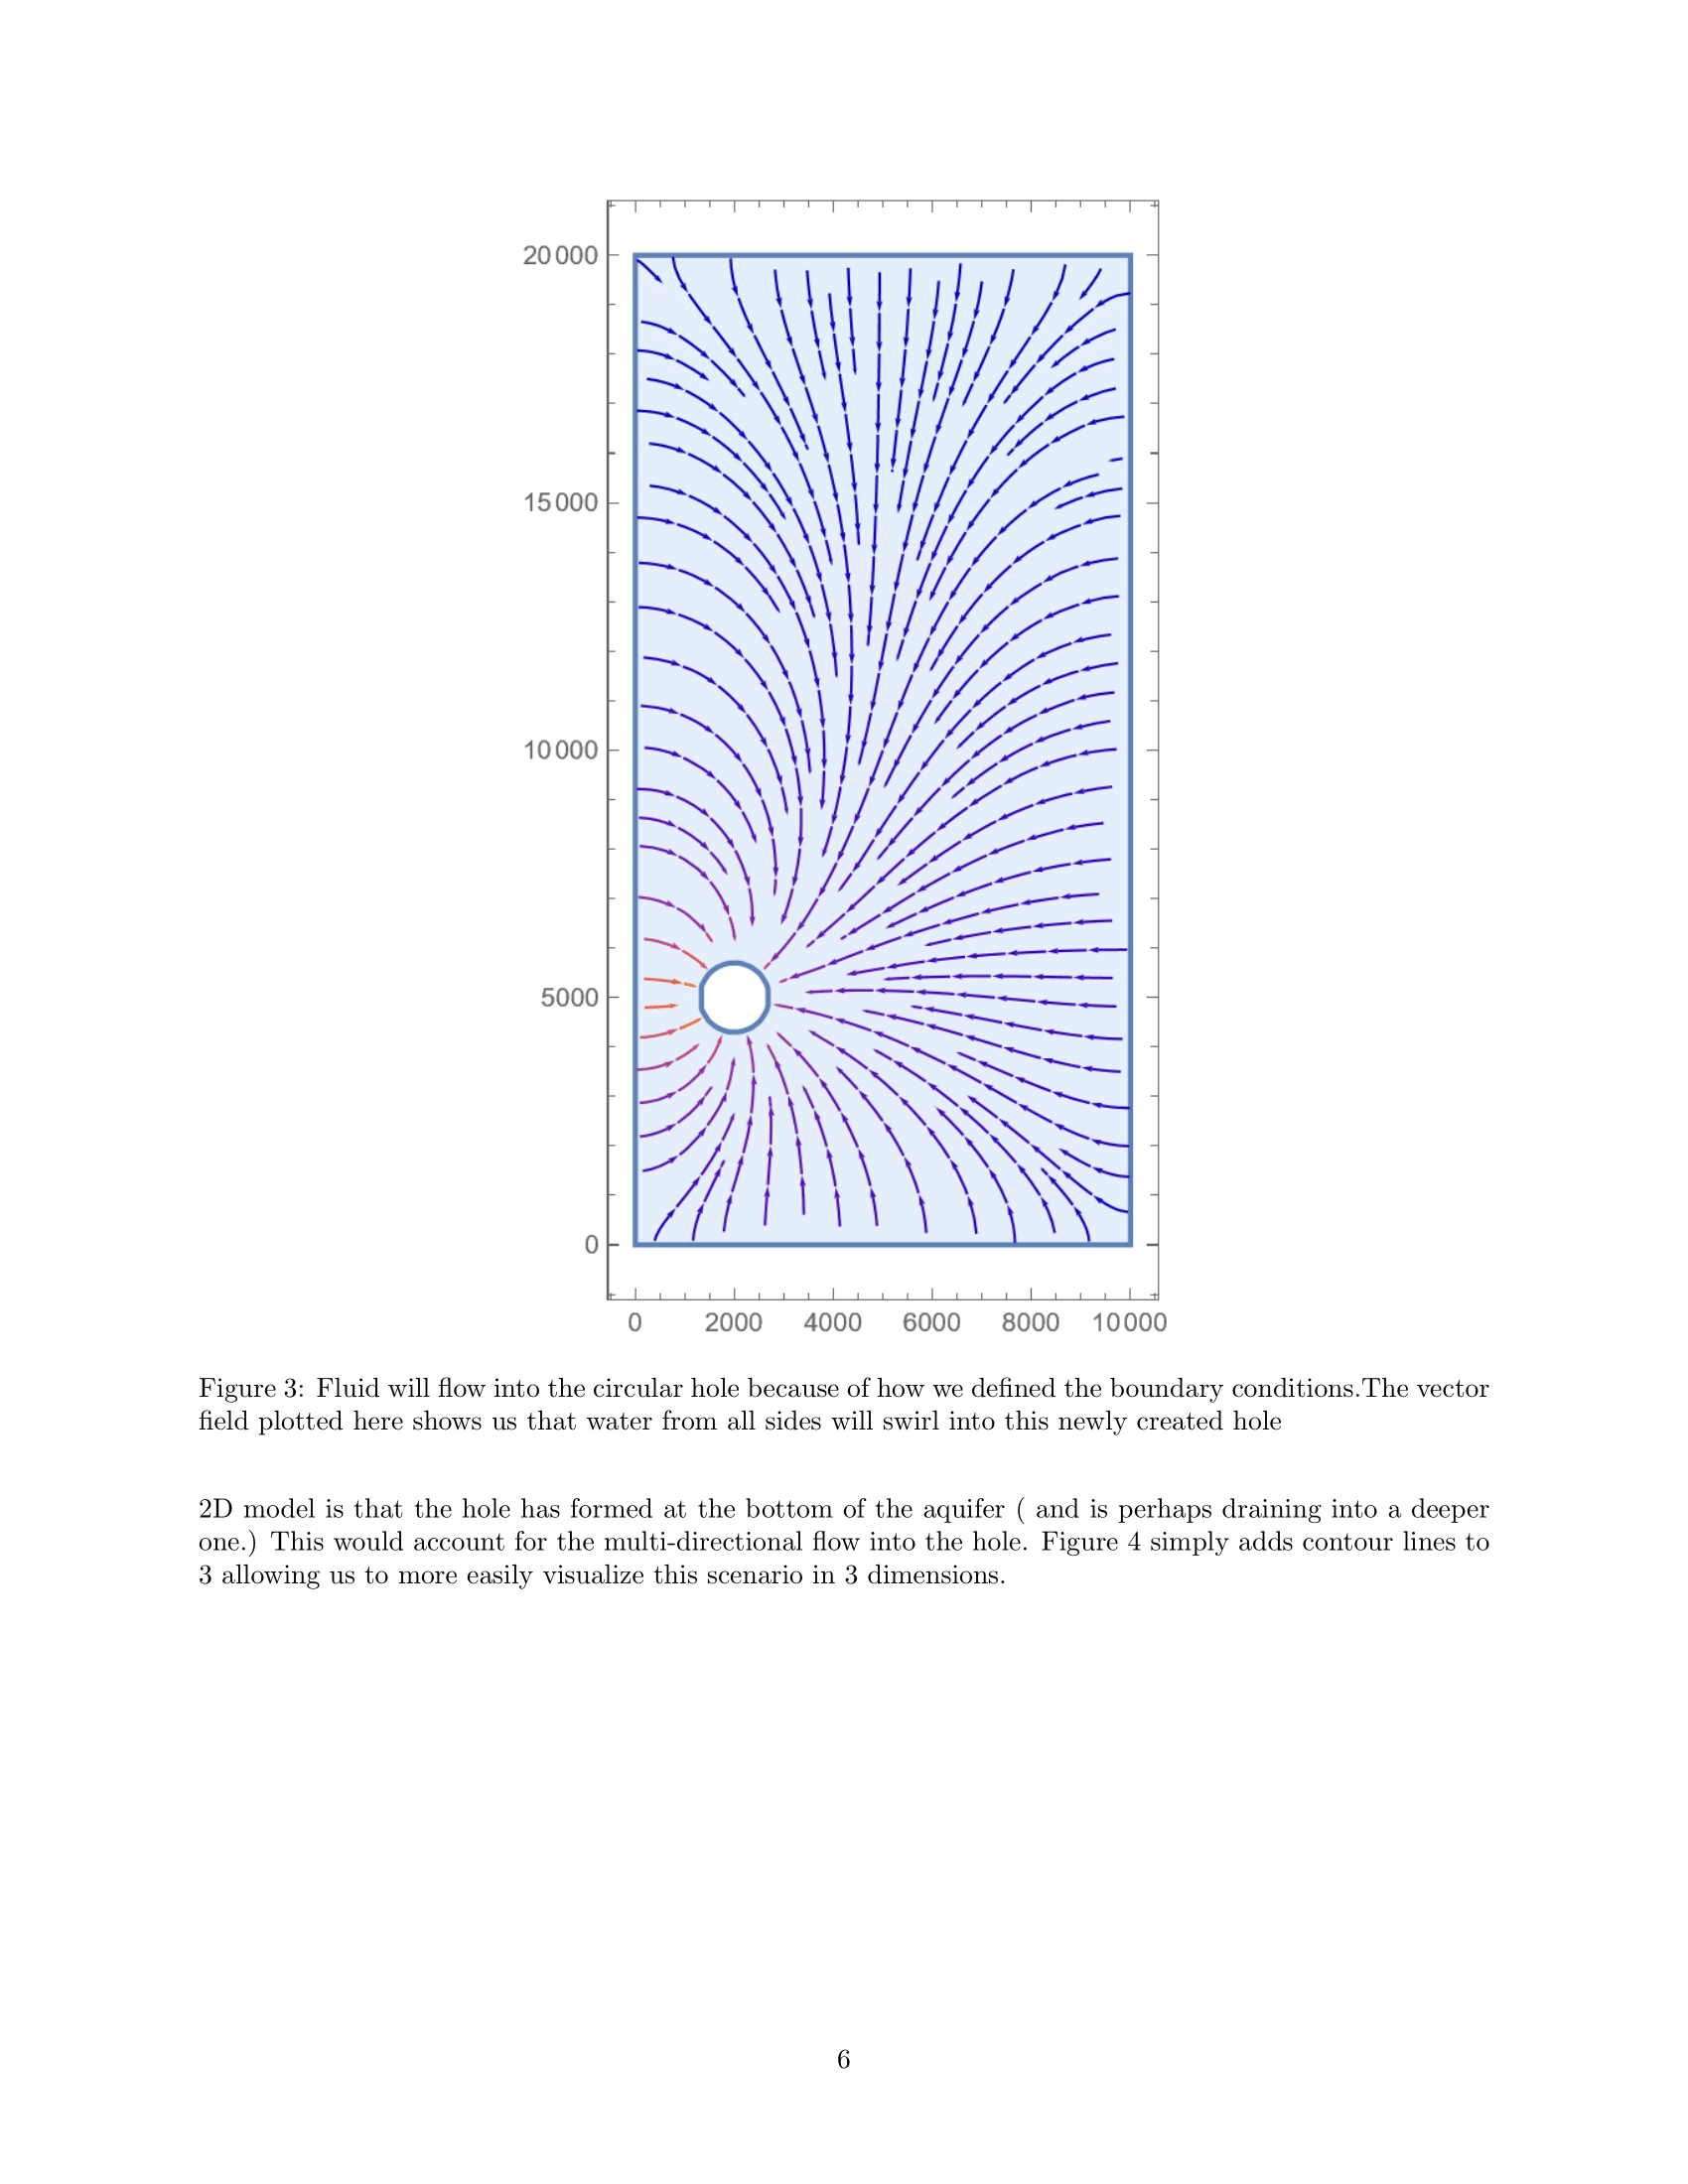 20 000
15 000
10 000
5000
0
0 2000 4000 6000 8000 10 000
Figure 3: Fluid will flow into the circular hole because of how we defined the boundary conditions.The vector
field plotted here shows us that water from all sides will swirl into this newly created hole
2D model is that the hole has formed at the bottom of the aquifer ( and is perhaps draining into a deeper
one.) This would account for the multi-directional flow into the hole. Figure 4 simply adds contour lines to
3 allowing us to more easily visualize this scenario in 3 dimensions.
6